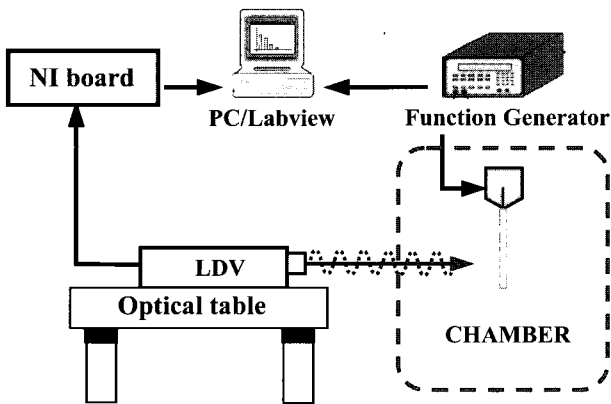 NI board
PC/Labview
Function Generator
LDV
Optical table
CHAMBER